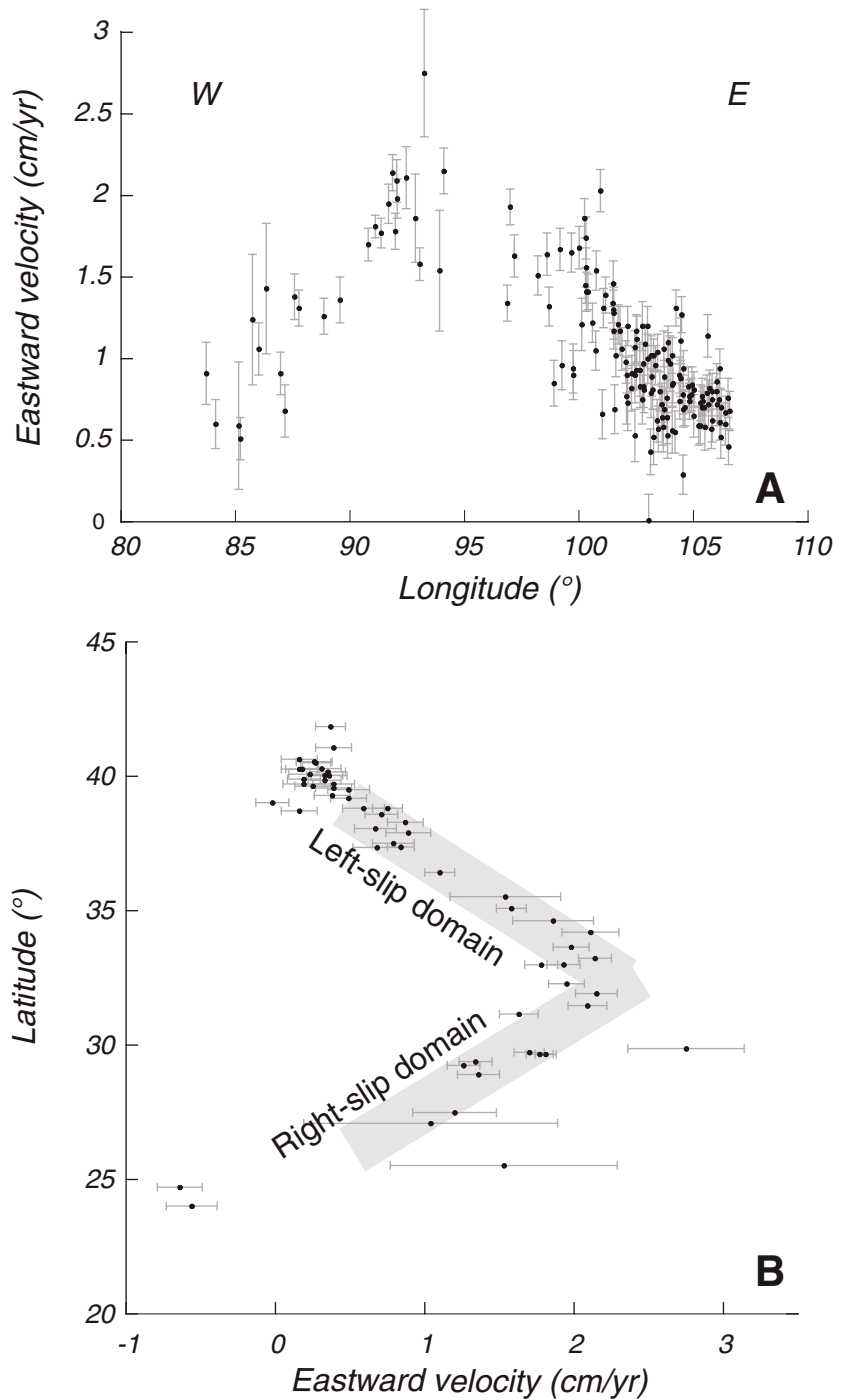 3
2.5
2
1.5
1
0.5
0
Eastward velocity (cm/yr)
W
E
A
80 85 90 95 100 105 110
Longitude (°)
45
40
35
30
25
20
Latitude (°)
Left-slip domain
Right-slip domain
B
-1 0 1 2 3
Eastward velocity (cm/yr)